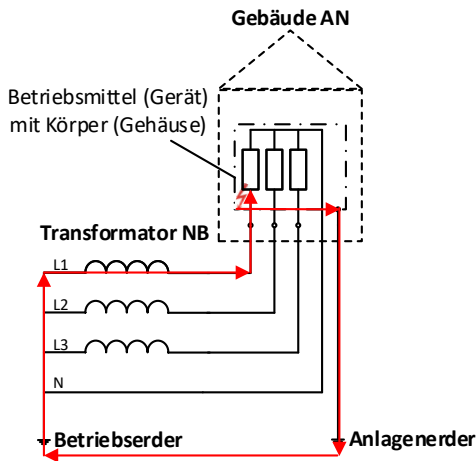 Gebäude AN
Betriebsmittel (Gerät)
mit Körper (Gehäuse)
Transformator NB
L1
L2
L3
N
Betriebserder
Anlagenerder